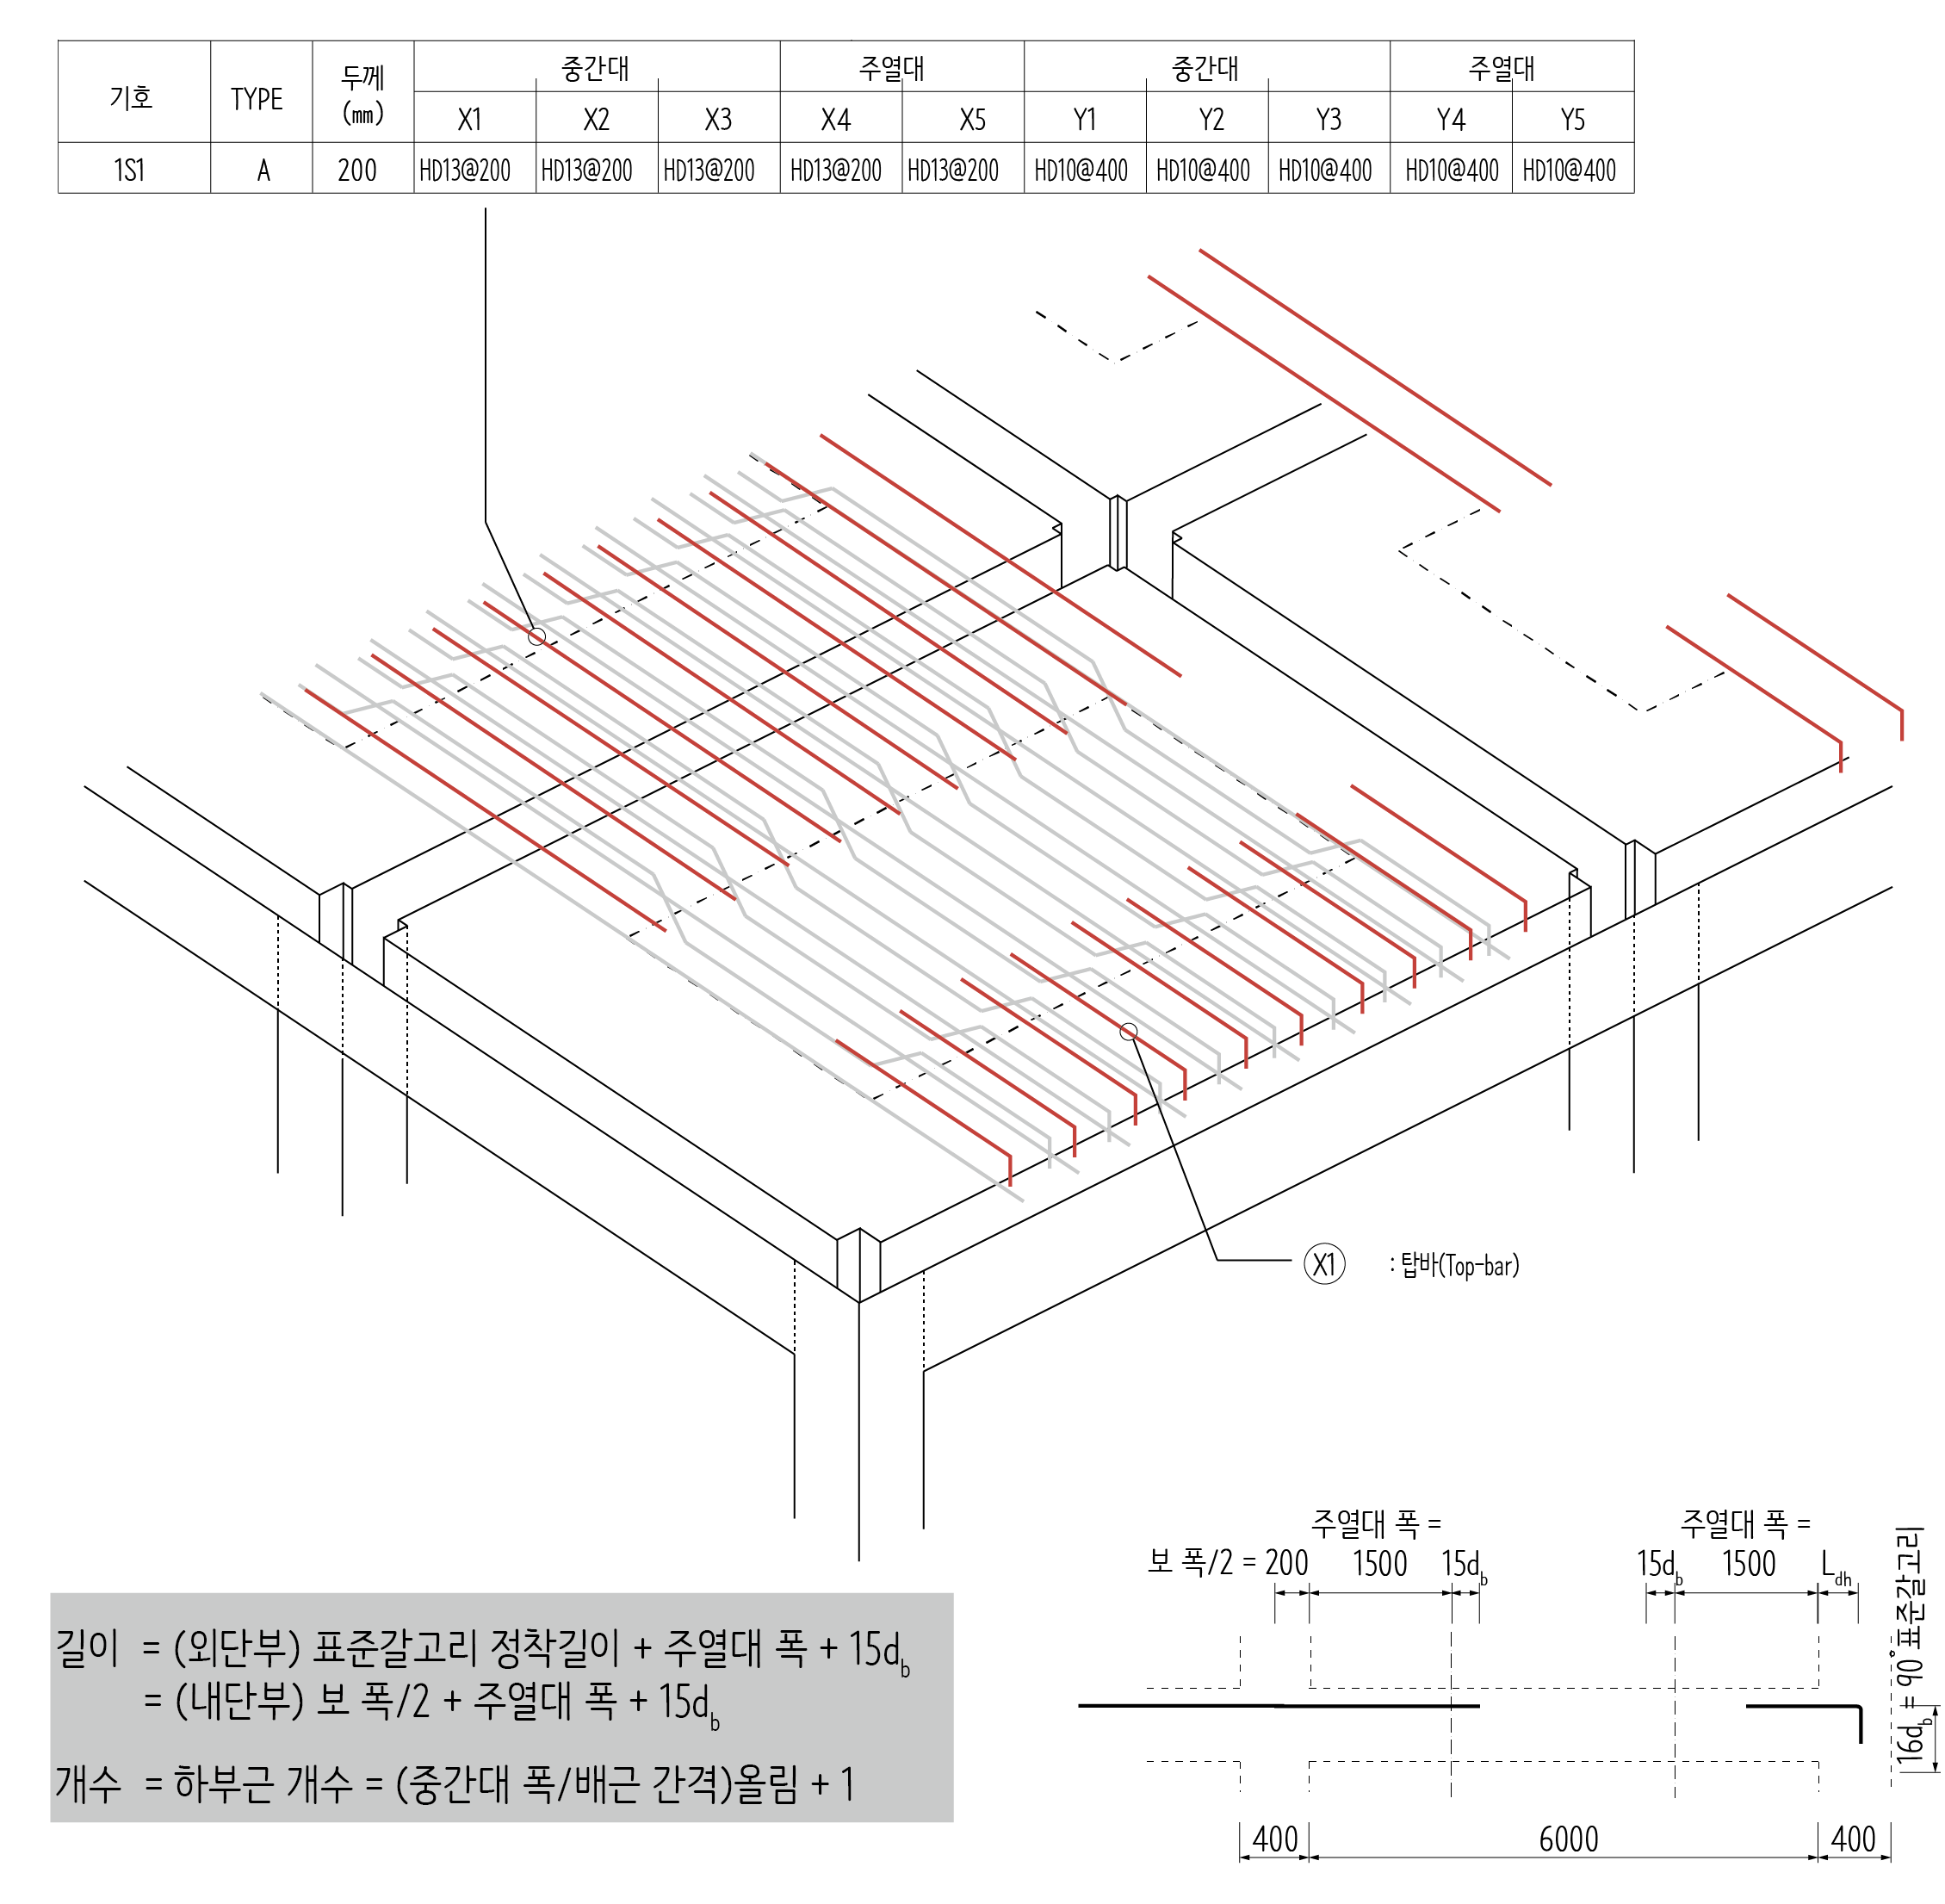 기호 TYPE 두께 (㎜) 중간대 주열대 중간대 주열대
X1 X2 X3 X4 X5 Y1 Y2 Y3 Y4 Y5
1S1 A 200 HD13@200 HD13@200 HD13@200 HD13@200 HD13@200 HD10@400 HD10@400 HD10@400 HD10@400 HD10@400
X1 : 탑바(Top-bar)
주열대 폭 = 주열대 폭 =
보 폭/2 = 200 1500 15db 15db 1500 Ldh
16db = 90°표준갈고리
400 6000 400
길이 = (외단부) 표준갈고리 정착길이 + 주열대 폭 + 15db
= (내단부) 보 폭/2 + 주열대 폭 + 15db
개수 = 하부근 개수 = (중간대 폭/배근 간격)올림 + 1